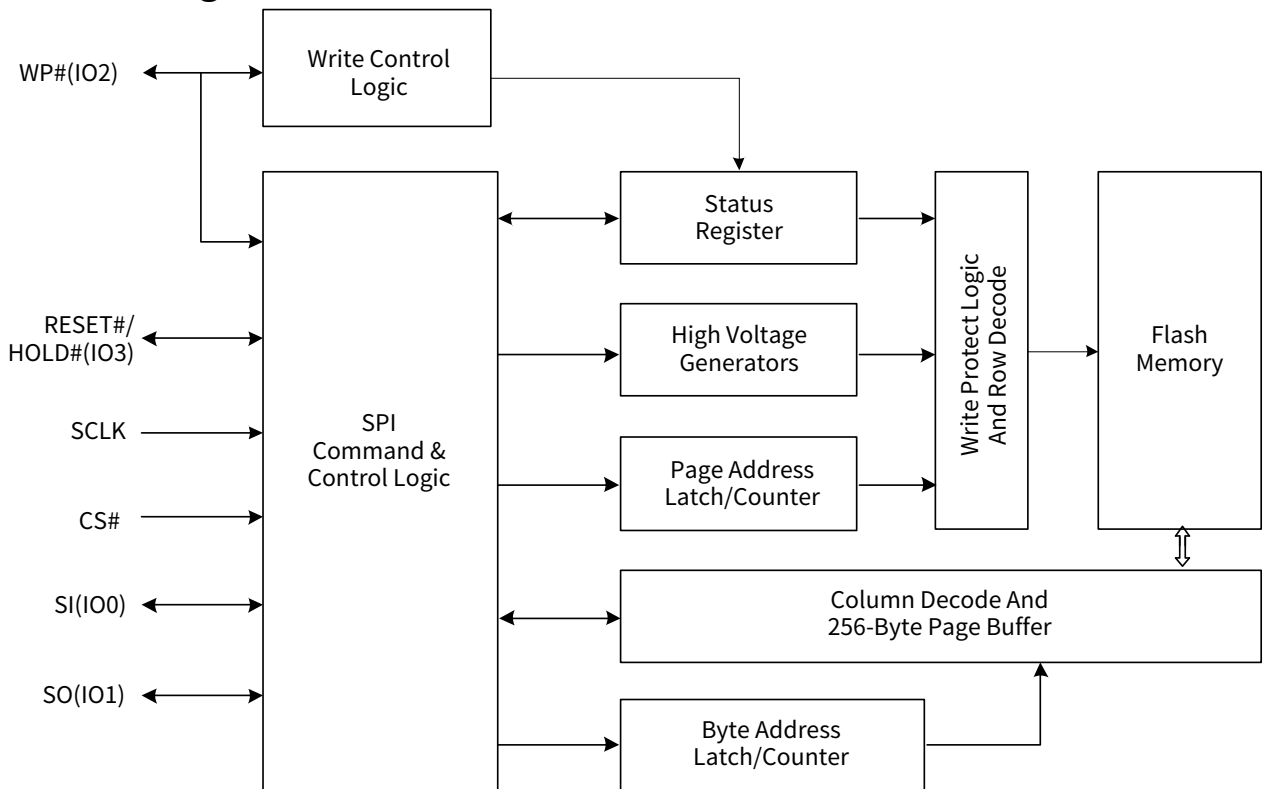 WP#(IO2)
Write Control
Logic
Status
Register
RESET#/
HOLD#(IO3)
High Voltage
Generators
Write Protect Logic
And Row Decode
Flash
Memory
SCLK
SPI
Command &
Control Logic
Page Address
Latch/Counter
CS#
SI(IO0)
Column Decode And
256-Byte Page Buffer
SO(IO1)
Byte Address
Latch/Counter